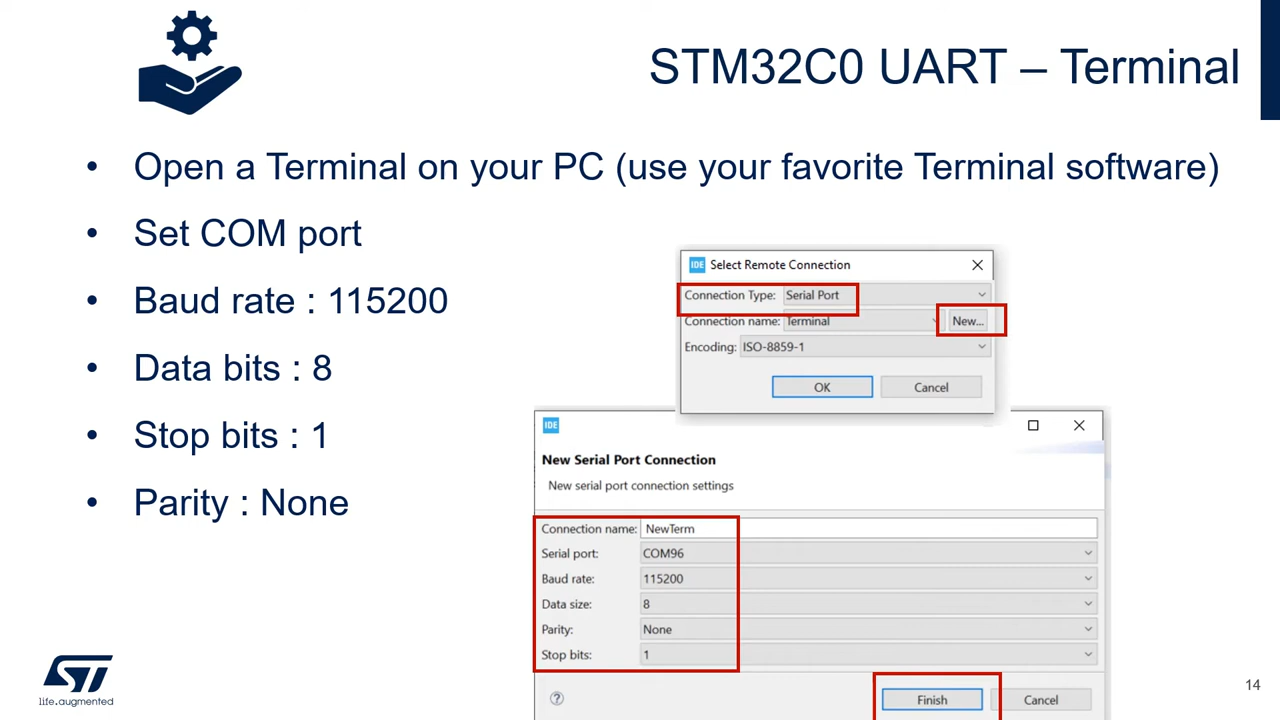 STM32C0 UART – Terminal
• Open a Terminal on your PC (use your favorite Terminal software)
• Set COM port
• Baud rate : 115200
• Data bits : 8
• Stop bits : 1
• Parity : None
IDE Select Remote Connection
Connection Type: Serial Port
Connection name: Terminal New...
Encoding: ISO-8859-1
OK Cancel
IDE
New Serial Port Connection
New serial port connection settings
Connection name: NewTerm
Serial port: COM96
Baud rate: 115200
Data size: 8
Parity: None
Stop bits: 1
? Finish Cancel
ST
life.augmented
14